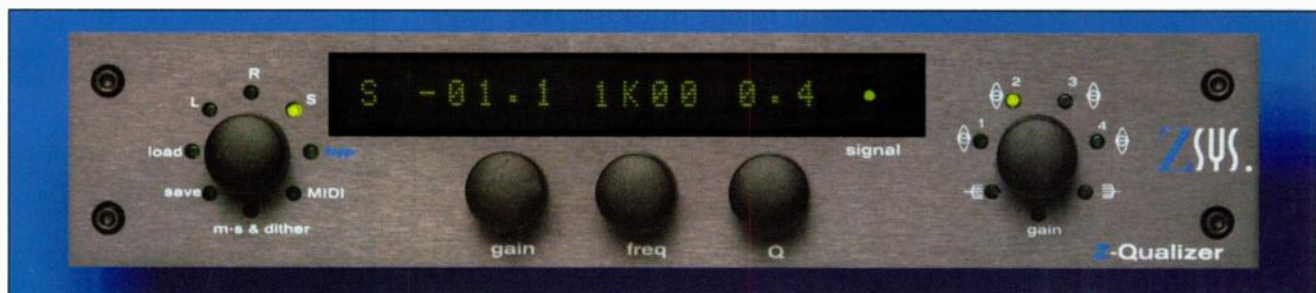 R
L
S
load
byp
save
MIDI
m-s & dither
S -01.1 1K00 0.4
signal
gain
freq
Q
2
3
1
4
gain
Zsys.
Z-Qualizer